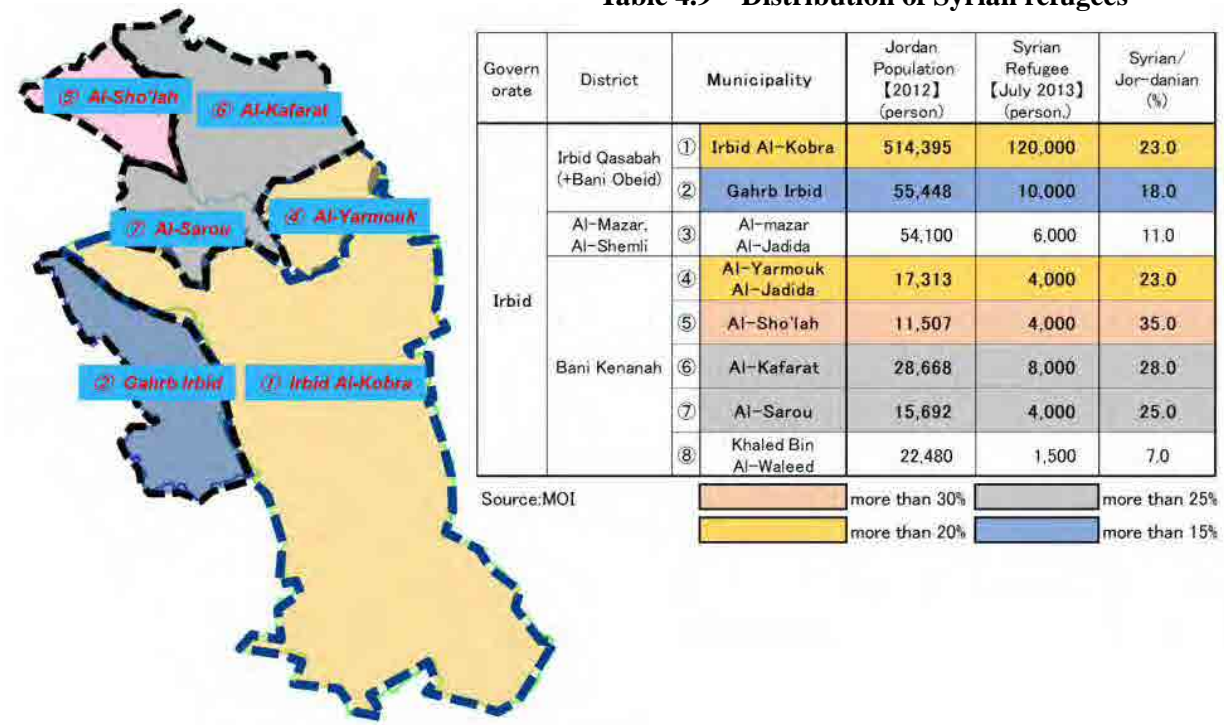 Table 4.9 Distribution of Syrian refugees
⑤ Al-Sho'lah
⑥ Al-Kafarat
⑦ Al-Sarou
④ Al-Yarmouk
② Gahrb Irbid
① Irbid Al-Kobra
Govern
orate
District
Municipality
Jordan
Population
【2012】
(person)
Syrian
Refugee
【July 2013】
(person.)
Syrian/
Jor-danian
(%)
Irbid
Irbid Qasabah
(+Bani Obeid)
① Irbid Al-Kobra 514,395 120,000 23.0
② Gahrb Irbid 55,448 10,000 18.0
Al-Mazar.
Al-Shemli
③ Al-mazar
Al-Jadida
54,100 6,000 11.0
Bani Kenanah
④ Al-Yarmouk
Al-Jadida
17,313 4,000 23.0
⑤ Al-Sho'lah 11,507 4,000 35.0
⑥ Al-Kafarat 28,668 8,000 28.0
⑦ Al-Sarou 15,692 4,000 25.0
⑧ Khaled Bin
Al-Waleed
22,480 1,500 7.0
Source:MOI
more than 30%
more than 25%
more than 20%
more than 15%